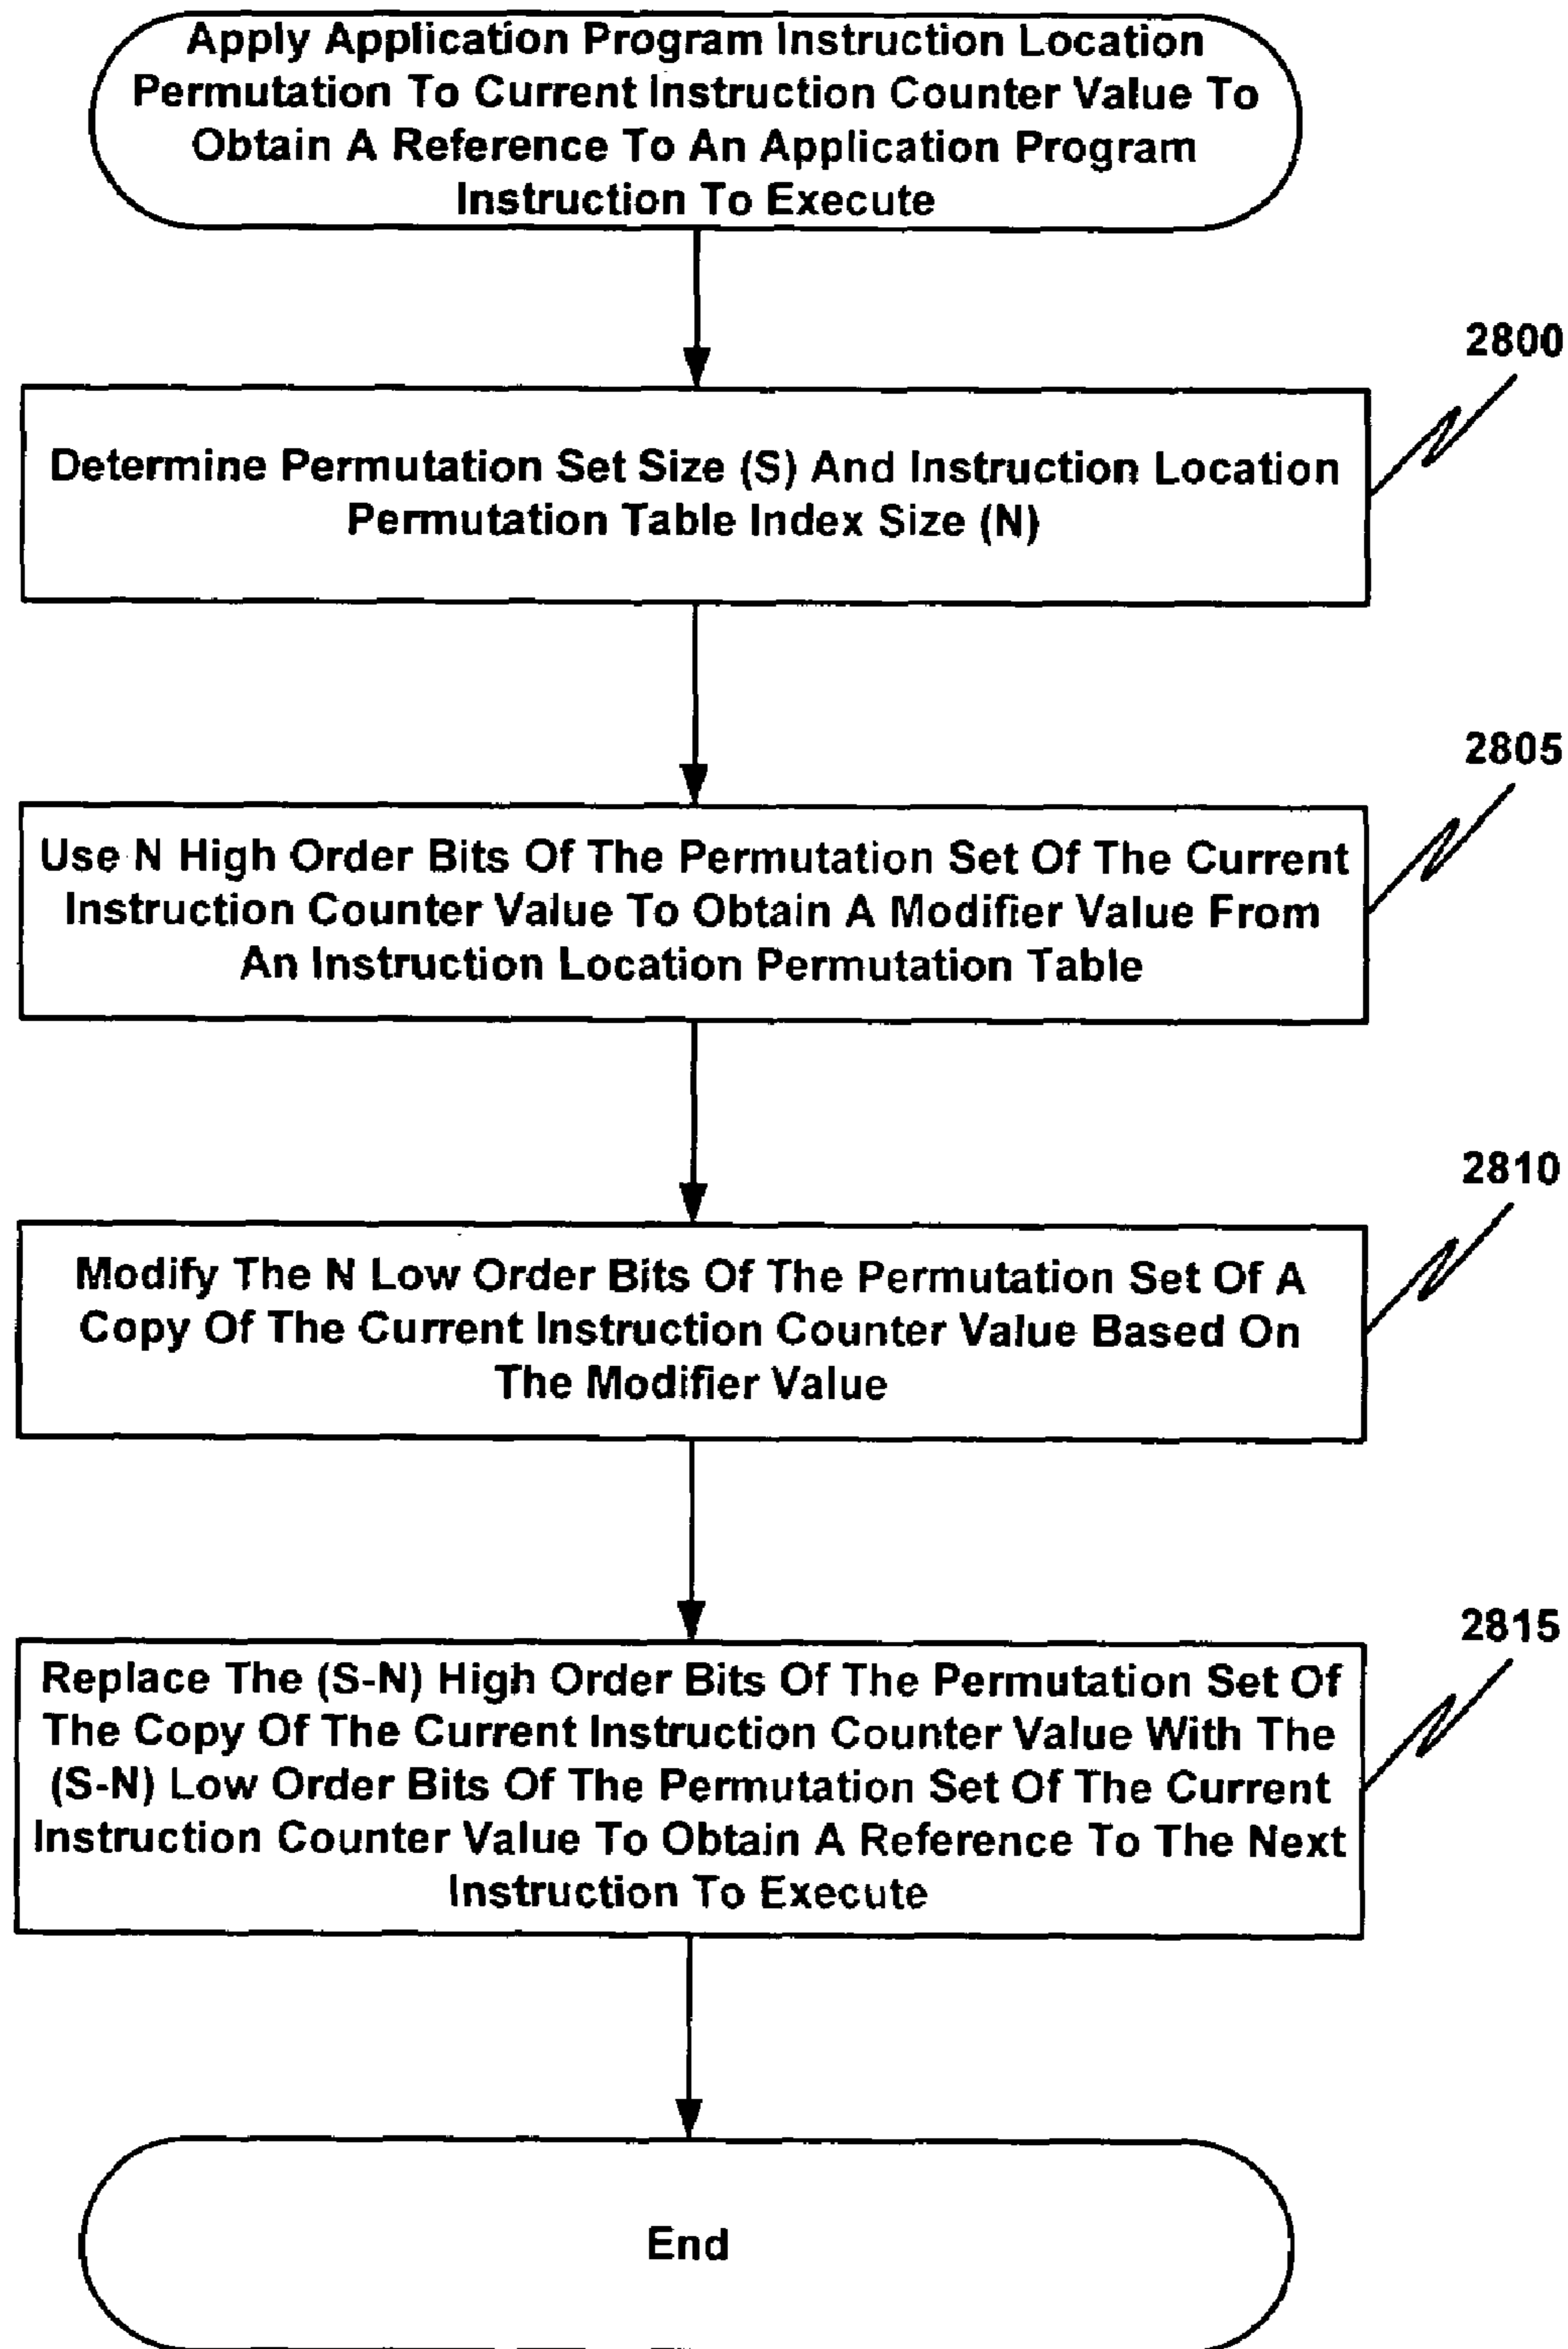 Apply Application Program Instruction Location
Permutation To Current Instruction Counter Value To
Obtain A Reference To An Application Program
Instruction To Execute
2800
Determine Permutation Set Size (S) And Instruction Location
Permutation Table Index Size (N)
2805
Use N High Order Bits Of The Permutation Set Of The Current
Instruction Counter Value To Obtain A Modifier Value From
An Instruction Location Permutation Table
2810
Modify The N Low Order Bits Of The Permutation Set Of A
Copy Of The Current Instruction Counter Value Based On
The Modifier Value
2815
Replace The (S-N) High Order Bits Of The Permutation Set Of
The Copy Of The Current Instruction Counter Value With The
(S-N) Low Order Bits Of The Permutation Set Of The Current
Instruction Counter Value To Obtain A Reference To The Next
Instruction To Execute
End